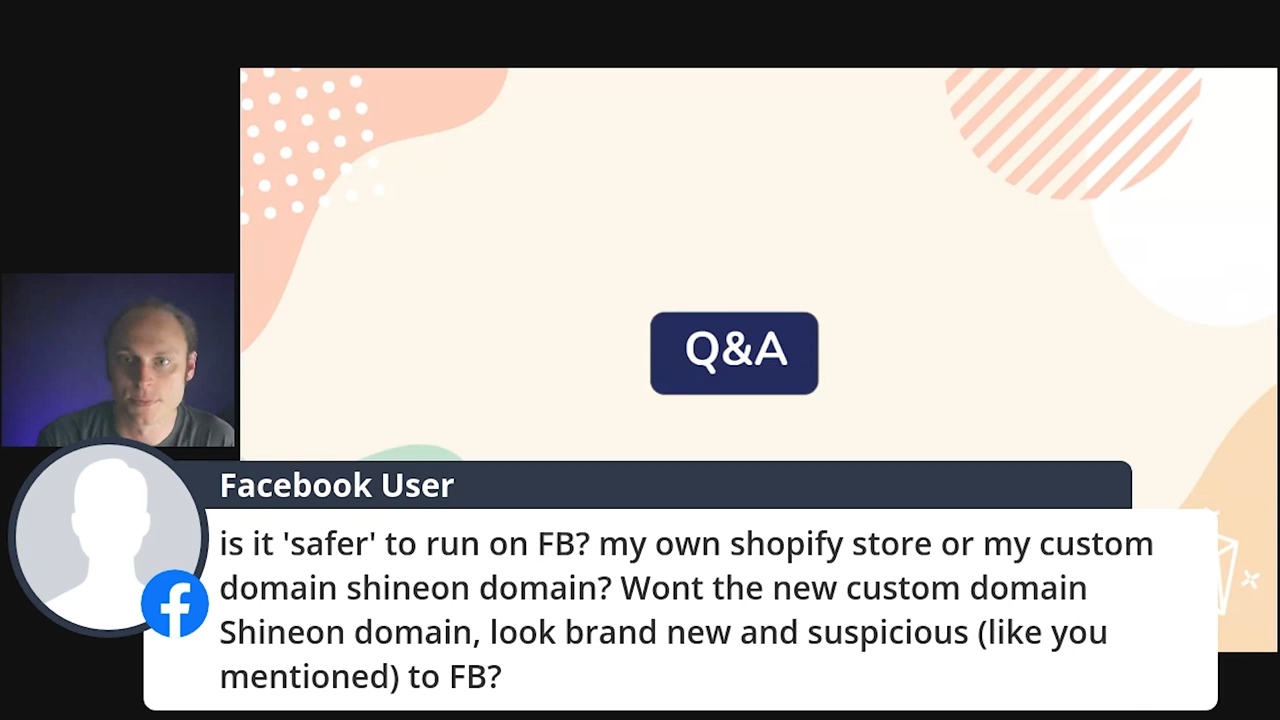 Q&A
Facebook User
is it 'safer' to run on FB? my own shopify store or my custom
domain shineon domain? Wont the new custom domain
Shineon domain, look brand new and suspicious (like you
mentioned) to FB?